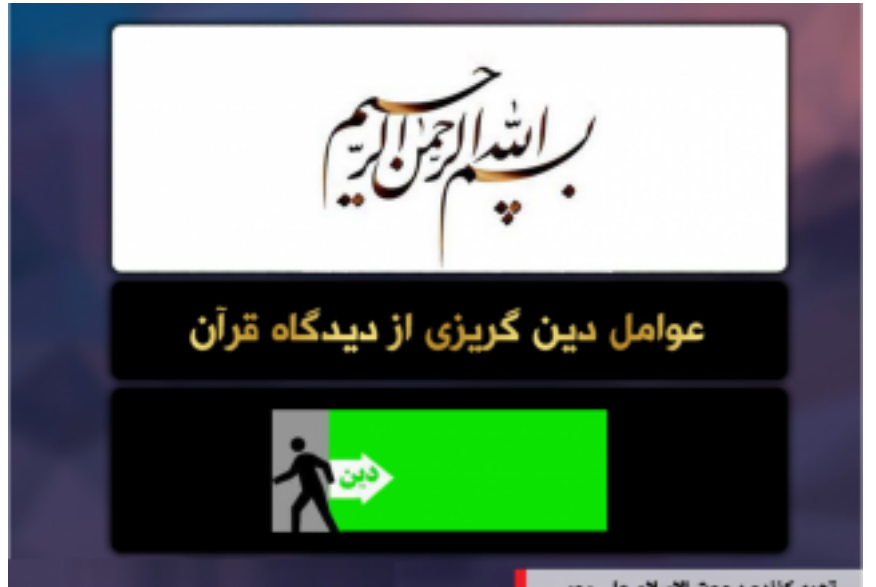 بسم الله الرحمن الرحیم
عوامل دین گریزی از دیدگاه قرآن
دین